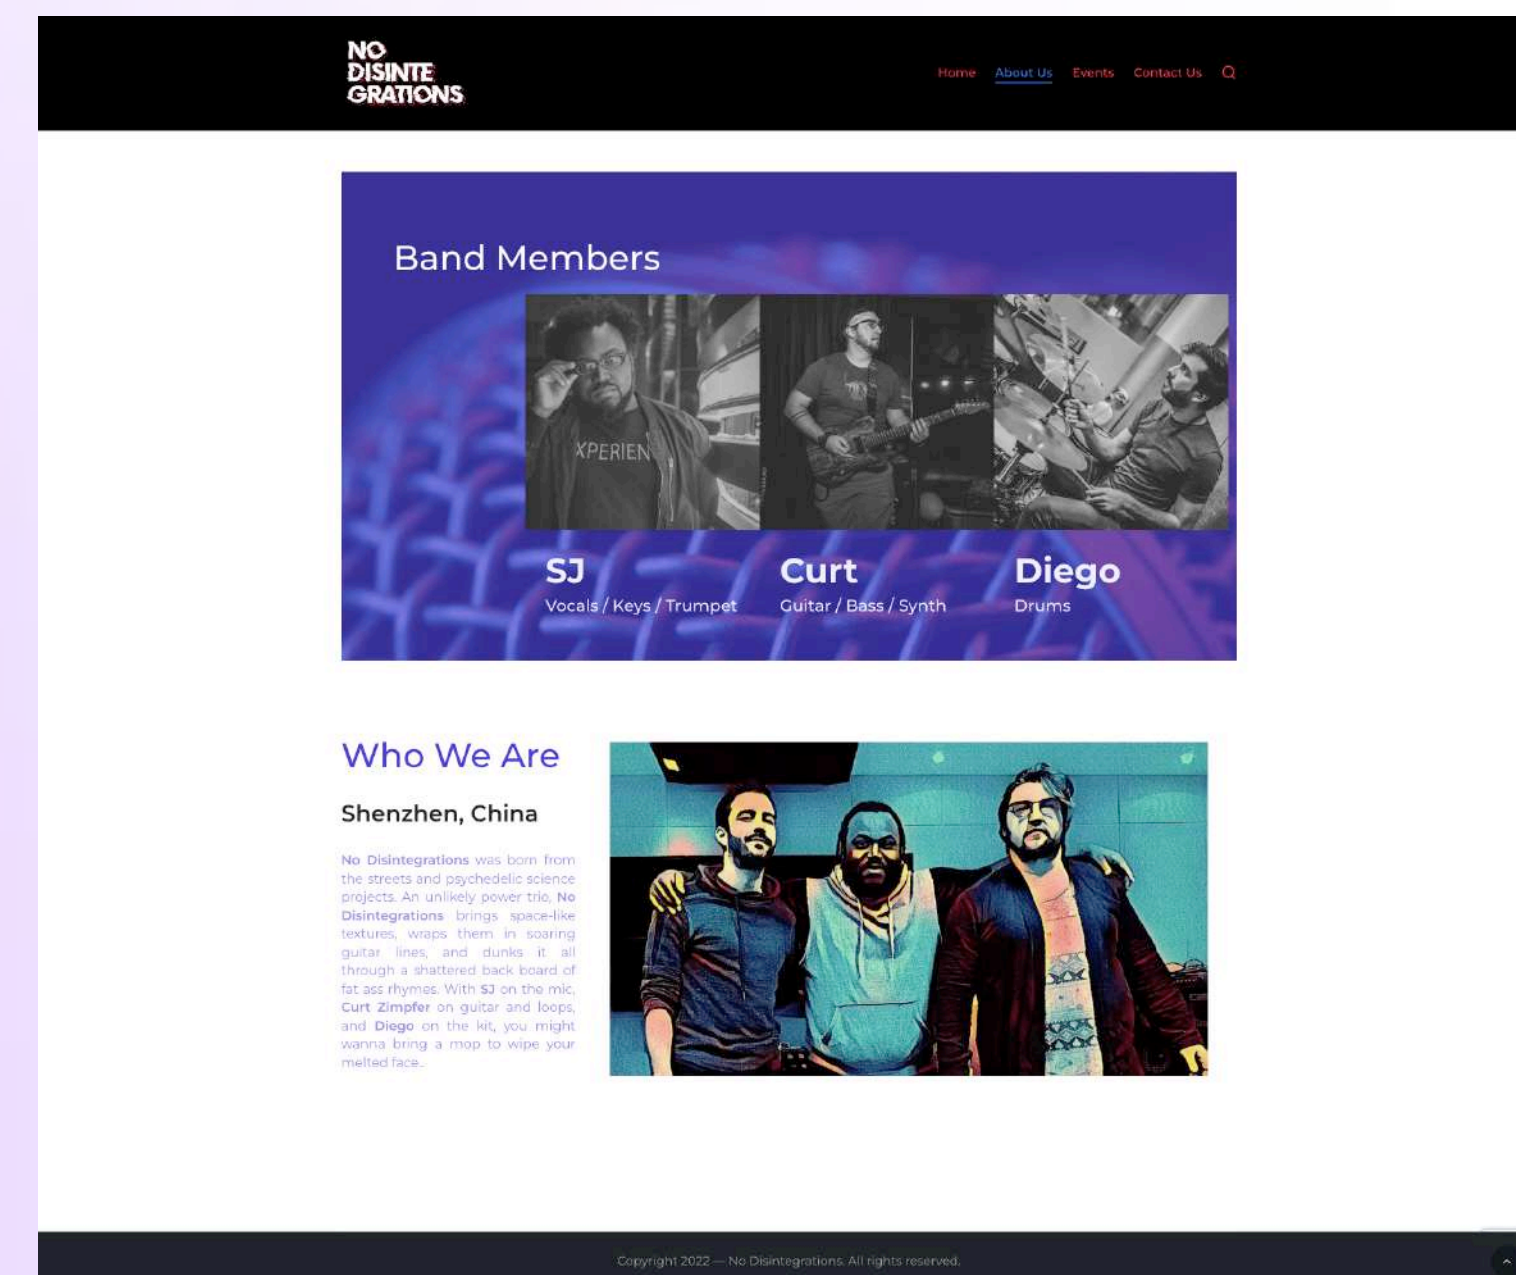 NO
DISINTE
GRATIONS
Home About Us Events Contact Us
Band Members
XPERIEN
SJ
Vocals / Keys / Trumpet
Curt
Guitar / Bass / Synth
Diego
Drums
Who We Are
Shenzhen, China
No Disintegrations was born from
the streets and psychedelic science
projects. An unlikely power trio, No
Disintegrations brings space-like
textures, wraps them in soaring
guitar lines, and dunks it all
through a shattered back board of
fat ass rhymes. With SJ on the mic,
Curt Zimpfer on guitar and loops,
and Diego on the kit, you might
wanna bring a mop to wipe your
melted face...
Copyright 2022 — No Disintegrations. All rights reserved.